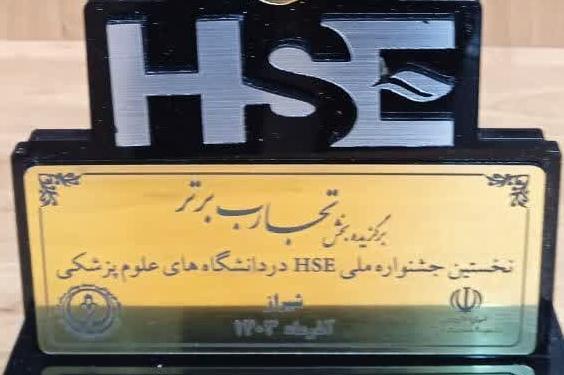 HSE
برگزیده بخش تجارب برتر
نخستین جشنواره ملی HSE در دانشگاه های علوم پزشکی
شیراز
آذرماه ۱۴۰۳